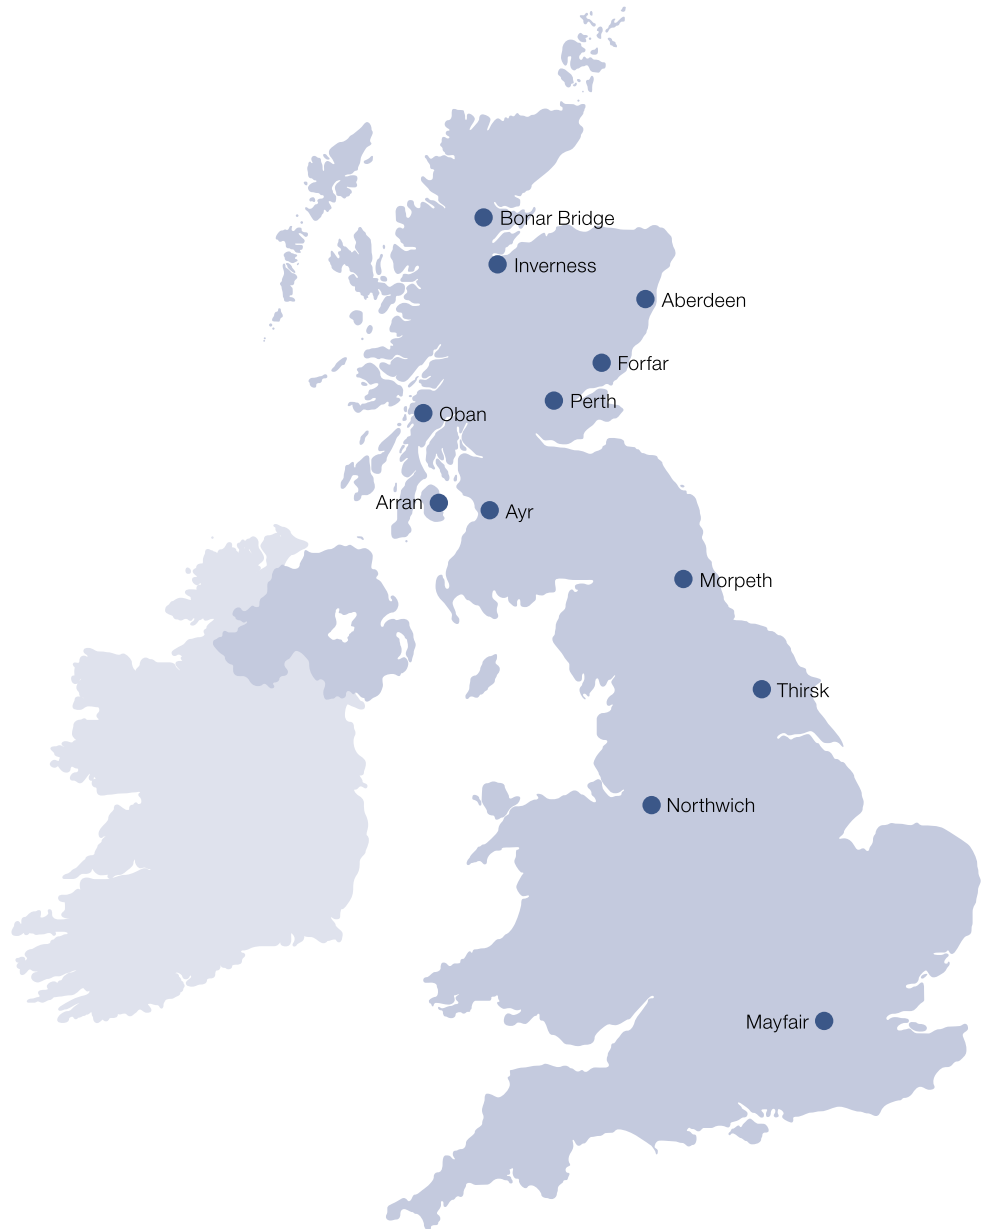 Bonar Bridge
Inverness
Aberdeen
Forfar
Perth
Oban
Arran
Ayr
Morpeth
Thirsk
Northwich
Mayfair